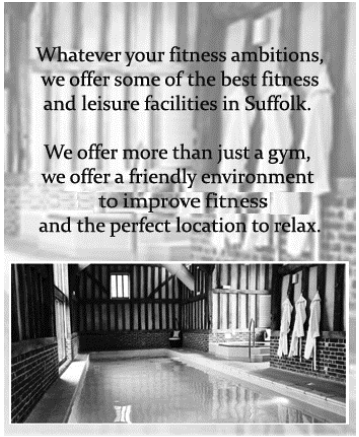 Whatever your fitness ambitions,
we offer some of the best fitness
and leisure facilities in Suffolk.
We offer more than just a gym,
we offer a friendly environment
to improve fitness
and the perfect location to relax.